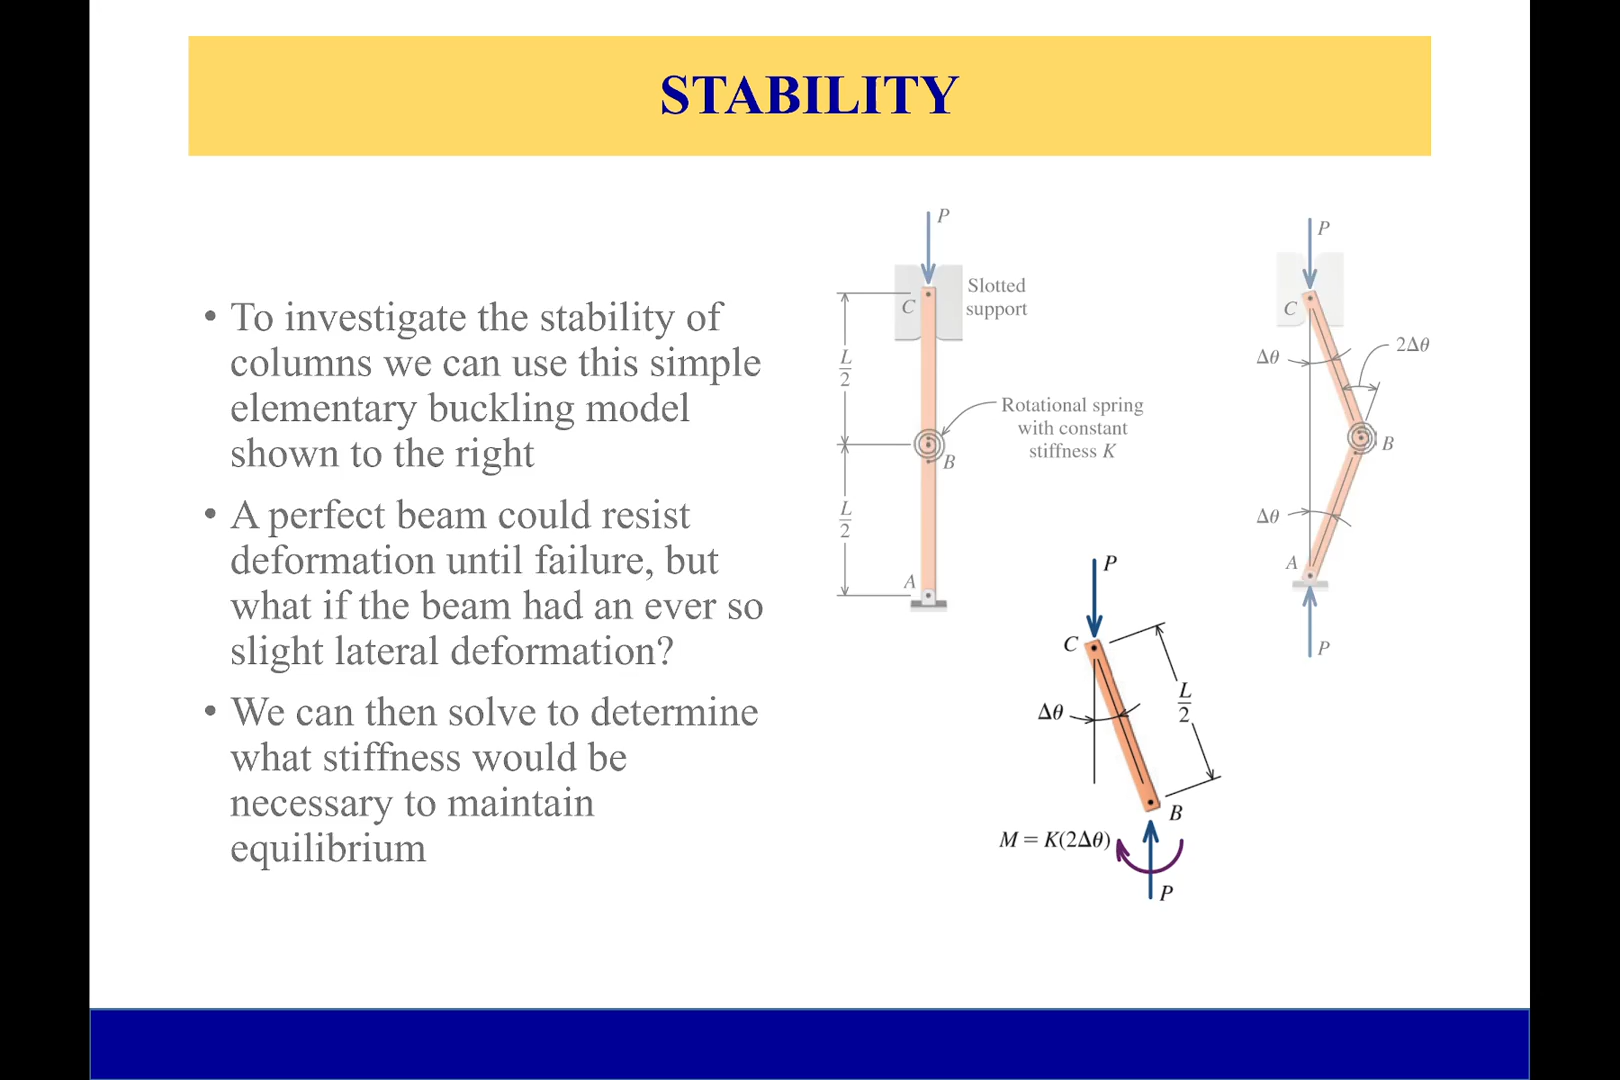 STABILITY
• To investigate the stability of
columns we can use this simple
elementary buckling model
shown to the right
• A perfect beam could resist
deformation until failure, but
what if the beam had an ever so
slight lateral deformation?
• We can then solve to determine
what stiffness would be
necessary to maintain
equilibrium
P
C
Slotted
support
L
2
Rotational spring
with constant
stiffness K
B
L
2
A
P
C
Δθ
2Δθ
B
Δθ
A
P
P
C
Δθ
L
2
B
M = K(2Δθ)
P